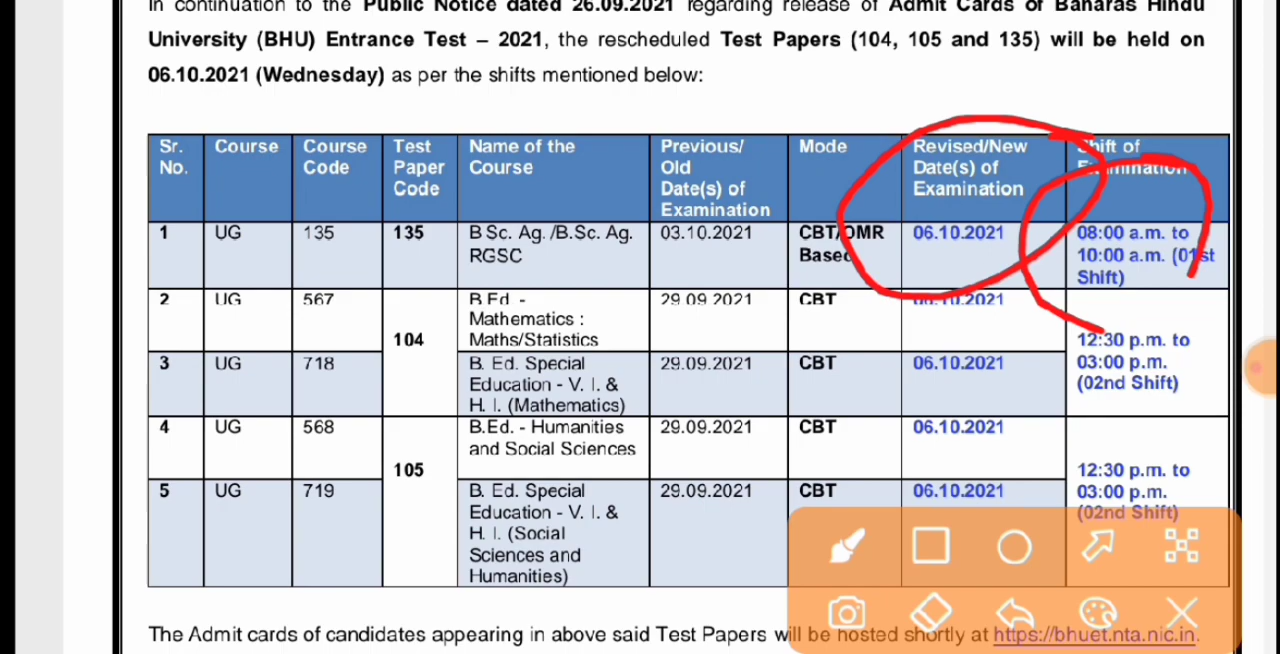 In continuation to the Public Notice dated 26.09.2021 regarding release of Admit Cards of Banaras Hindu
University (BHU) Entrance Test – 2021, the rescheduled Test Papers (104, 105 and 135) will be held on
06.10.2021 (Wednesday) as per the shifts mentioned below:
Sr. No. Course Course Code Test Paper Code Name of the Course Previous/ Old Date(s) of Examination Mode Revised/New Date(s) of Examination Shift of Examination
1 UG 135 135 B.Sc. Ag./B.Sc. Ag. RGSC 03.10.2021 CBT/OMR Based 06.10.2021 08:00 a.m. to 10:00 a.m. (01st Shift)
2 UG 567 104 B.Ed. - Mathematics : Maths/Statistics 29.09.2021 CBT 06.10.2021 12:30 p.m. to 03:00 p.m. (02nd Shift)
3 UG 718 B. Ed. Special Education - V. I. & H. I. (Mathematics) 29.09.2021 CBT 06.10.2021
4 UG 568 105 B.Ed. - Humanities and Social Sciences 29.09.2021 CBT 06.10.2021 12:30 p.m. to 03:00 p.m. (02nd Shift)
5 UG 719 B. Ed. Special Education - V. I. & H. I. (Social Sciences and Humanities) 29.09.2021 CBT 06.10.2021
The Admit cards of candidates appearing in above said Test Papers will be hosted shortly at https://bhuet.nta.nic.in.